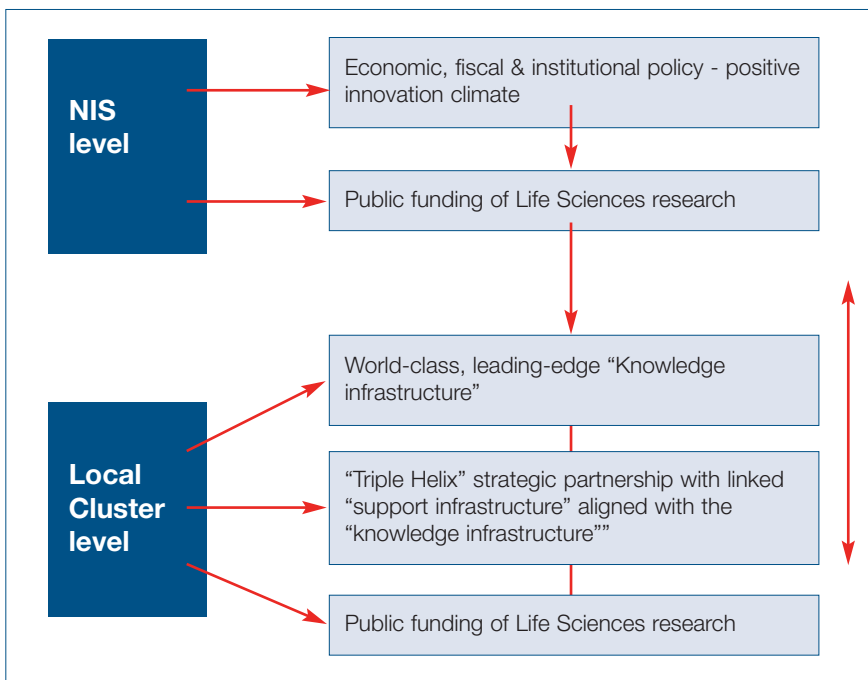 NIS
level
Economic, fiscal & institutional policy - positive
innovation climate
Public funding of Life Sciences research
Local
Cluster
level
World-class, leading-edge “Knowledge
infrastructure”
“Triple Helix” strategic partnership with linked
“support infrastructure” aligned with the
“knowledge infrastructure””
Public funding of Life Sciences research